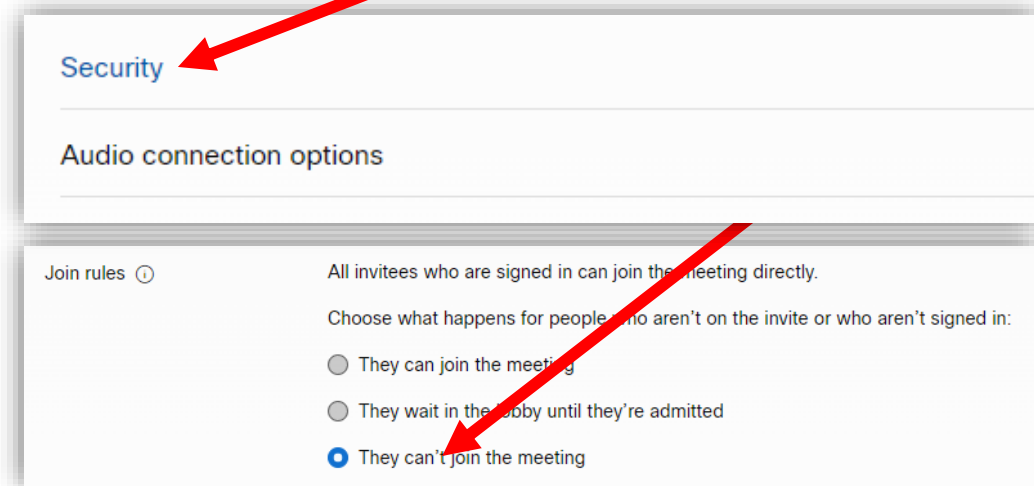 Security
Audio connection options
Join rules
All invitees who are signed in can join the meeting directly.
Choose what happens for people who aren't on the invite or who aren't signed in:
They can join the meeting
They wait in the lobby until they're admitted
They can't join the meeting